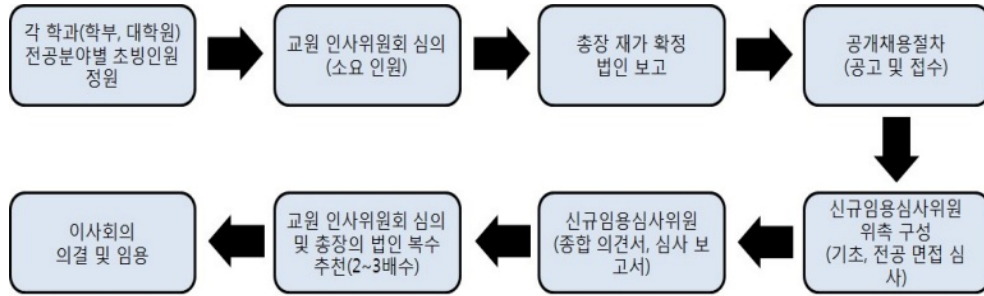 각 학과(학부, 대학원)
전공분야별 초빙인원
정원
교원 인사위원회 심의
(소요 인원)
총장 재가 확정
법인 보고
공개채용절차
(공고 및 접수)
신규임용심사위원
위촉 구성
(기초, 전공 면접 심
사)
신규임용심사위원
(종합 의견서, 심사 보
고서)
교원 인사위원회 심의
및 총장의 법인 복수
추천(2~3배수)
이사회의
의결 및 임용